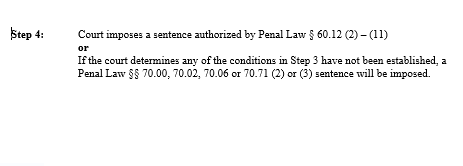 Step 4: Court imposes a sentence authorized by Penal Law § 60.12 (2) – (11)
or
If the court determines any of the conditions in Step 3 have not been established, a
Penal Law §§ 70.00, 70.02, 70.06 or 70.71 (2) or (3) sentence will be imposed.